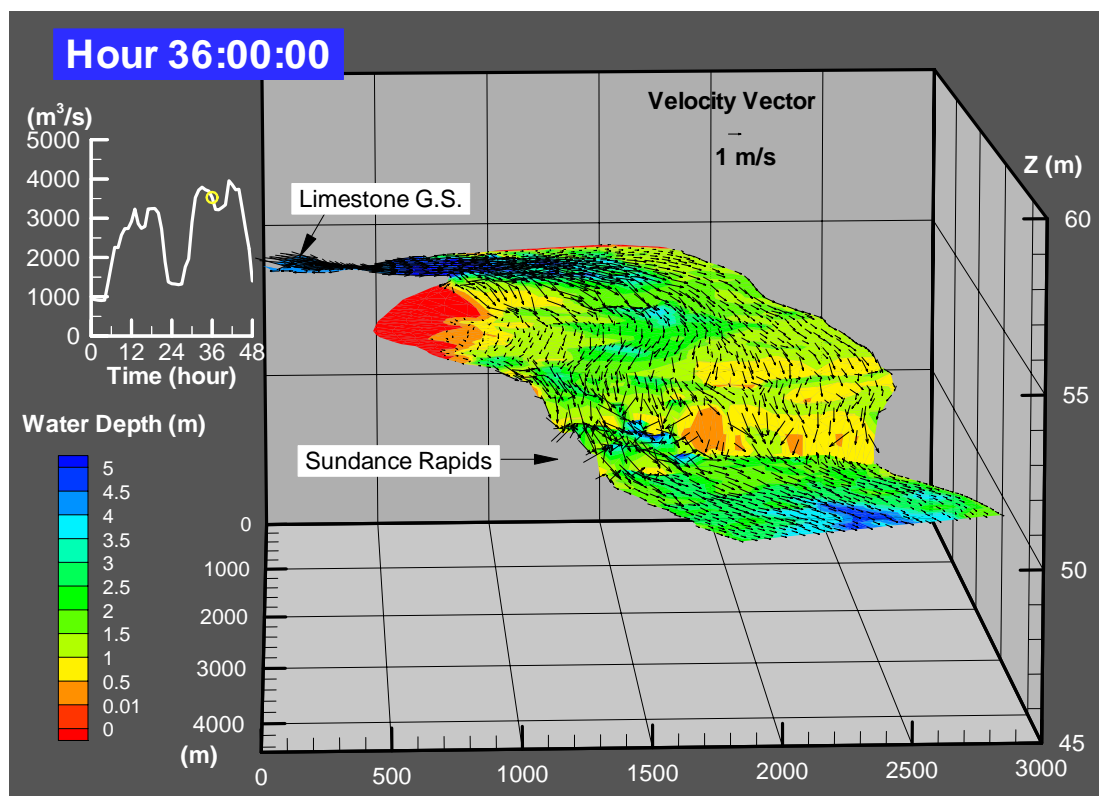 Hour 36:00:00
(m³/s)
5000
4000
3000
2000
1000
0
0 12 24 36 48
Time (hour)
Velocity Vector
1 m/s
Z (m)
60
55
50
45
Limestone G.S.
Sundance Rapids
Water Depth (m)
5
4.5
4
3.5
3
2.5
2
1.5
1
0.5
0.01
0
0
1000
2000
3000
4000
(m)
0 500 1000 1500 2000 2500 3000